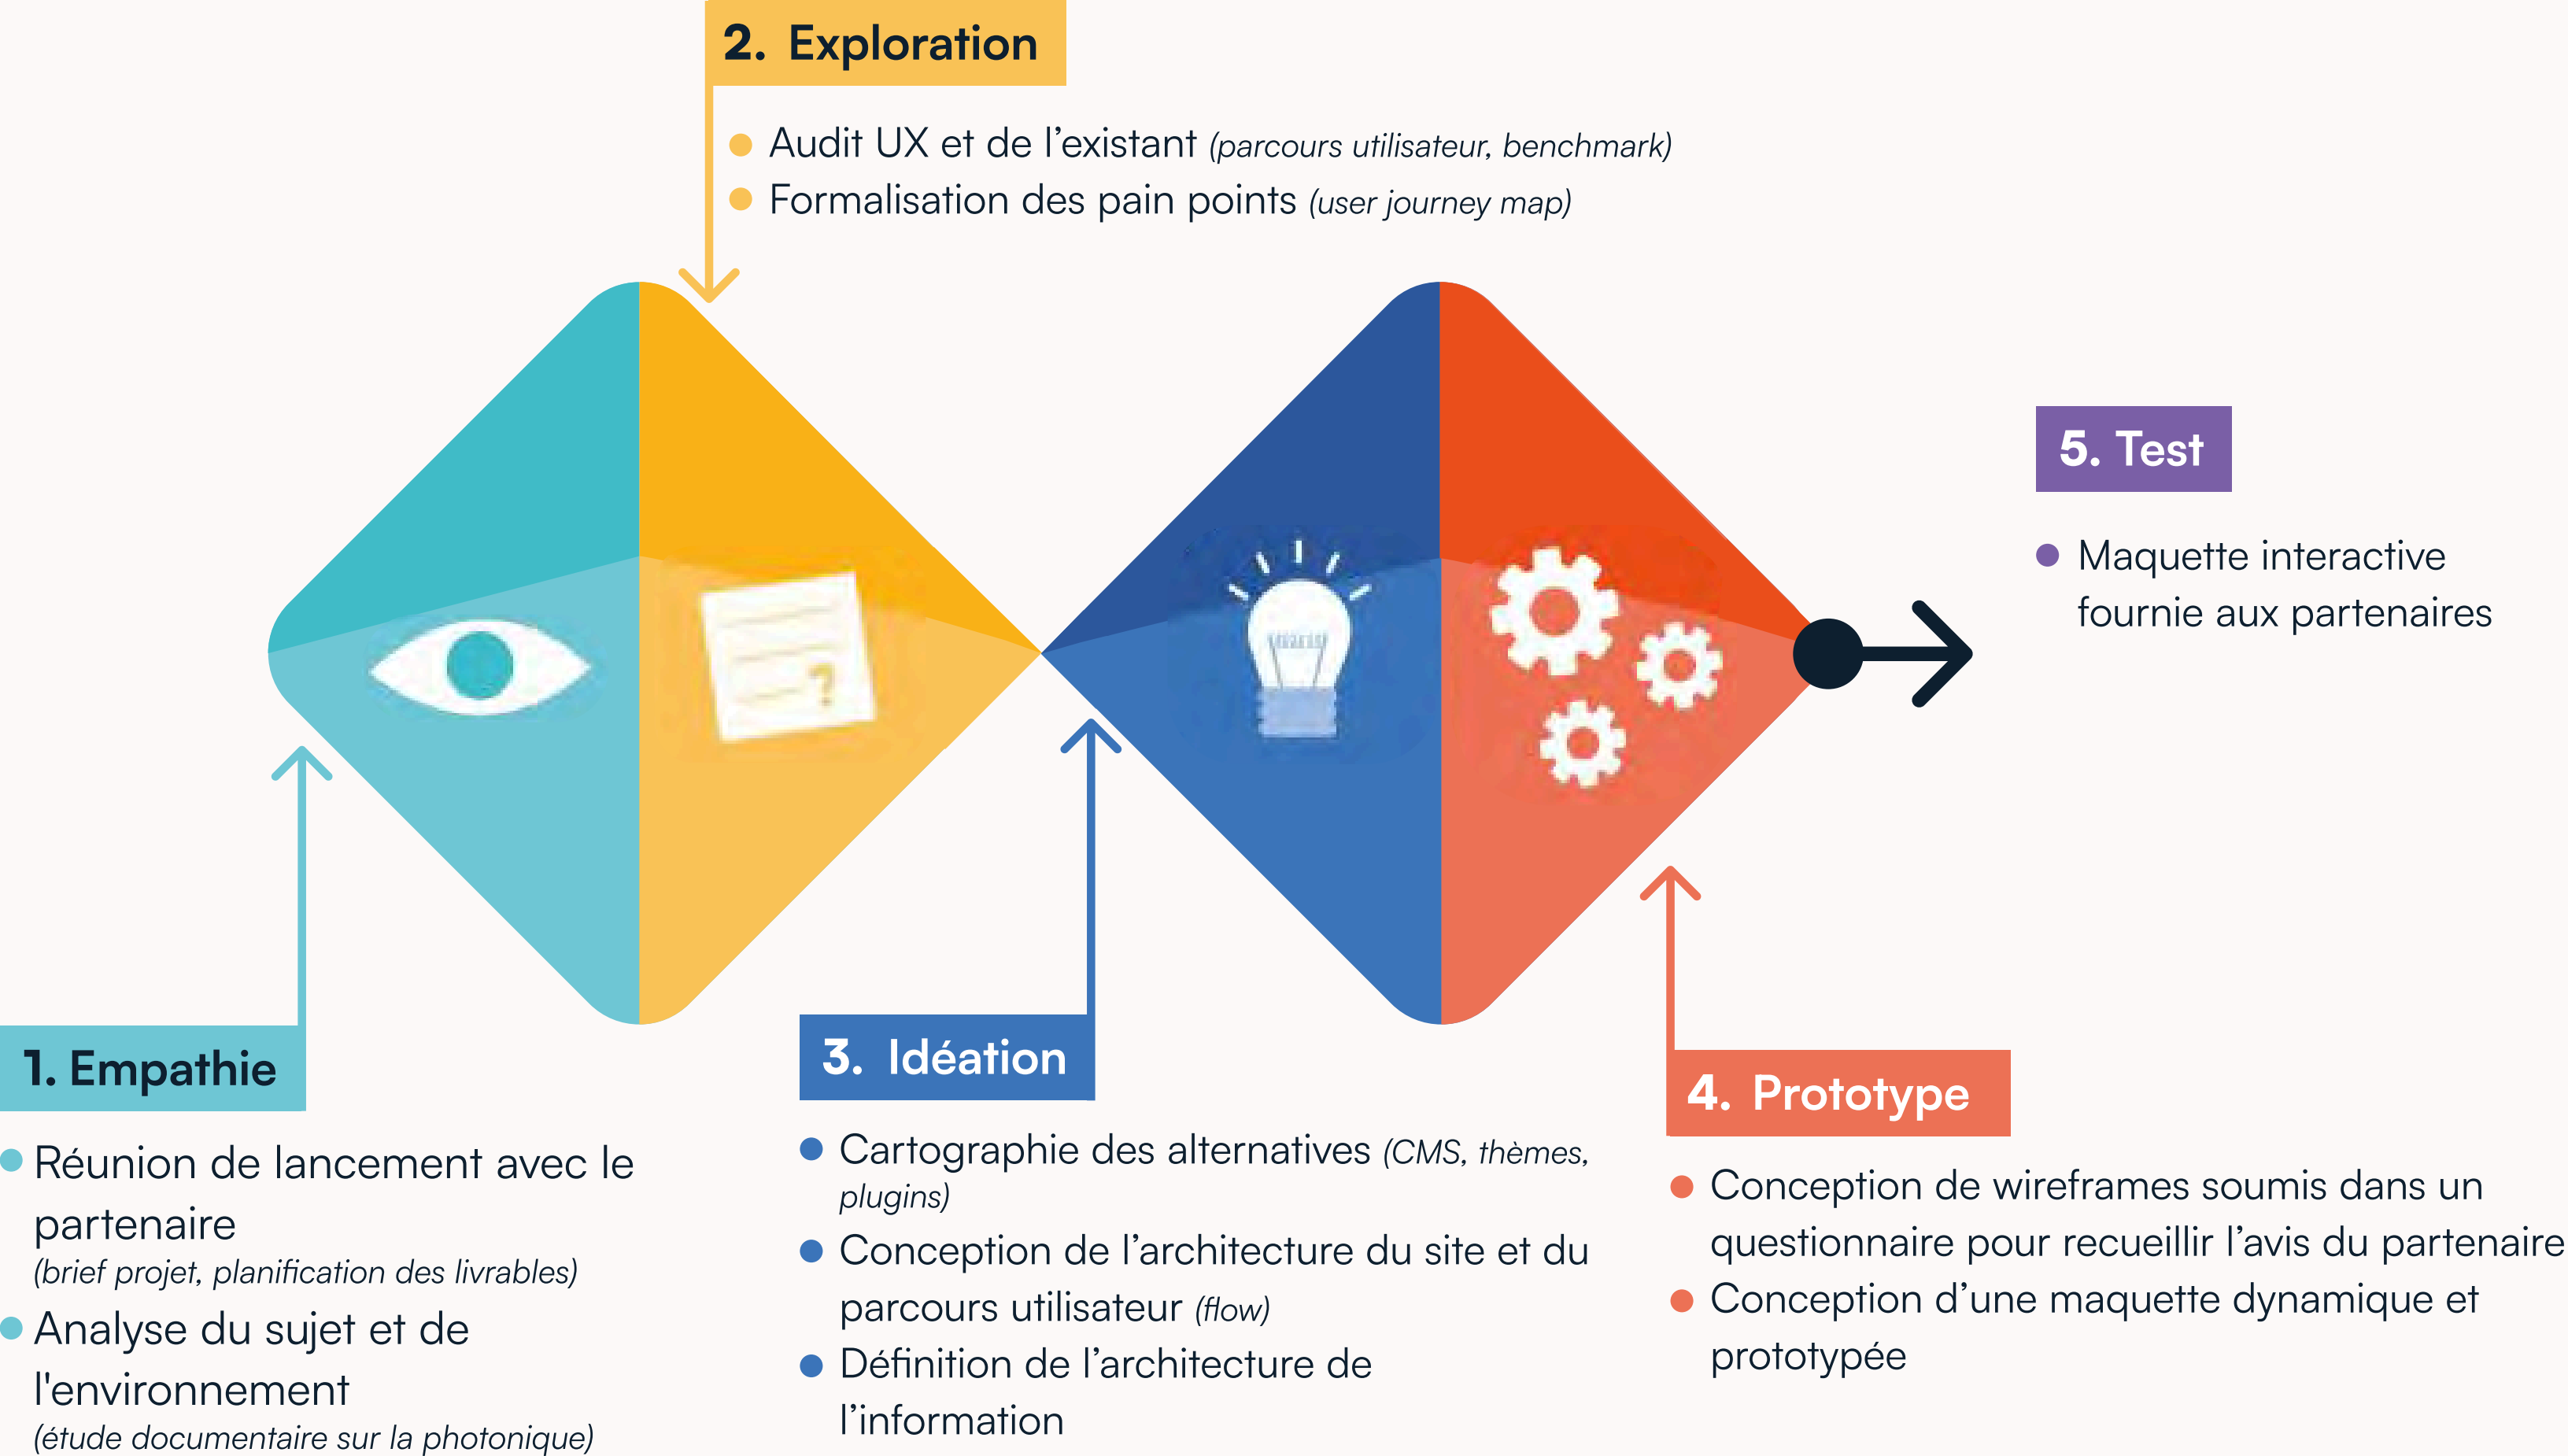 2. Exploration
Audit UX et de l’existant (parcours utilisateur, benchmark)
Formalisation des pain points (user journey map)
?
5. Test
Maquette interactive
fournie aux partenaires
1. Empathie
Réunion de lancement avec le
partenaire
(brief projet, planification des livrables)
Analyse du sujet et de
l'environnement
(étude documentaire sur la photonique)
3. Idéation
Cartographie des alternatives (CMS, thèmes,
plugins)
Conception de l’architecture du site et du
parcours utilisateur (flow)
Définition de l’architecture de
l’information
4. Prototype
Conception de wireframes soumis dans un
questionnaire pour recueillir l’avis du partenaire
Conception d’une maquette dynamique et
prototypée